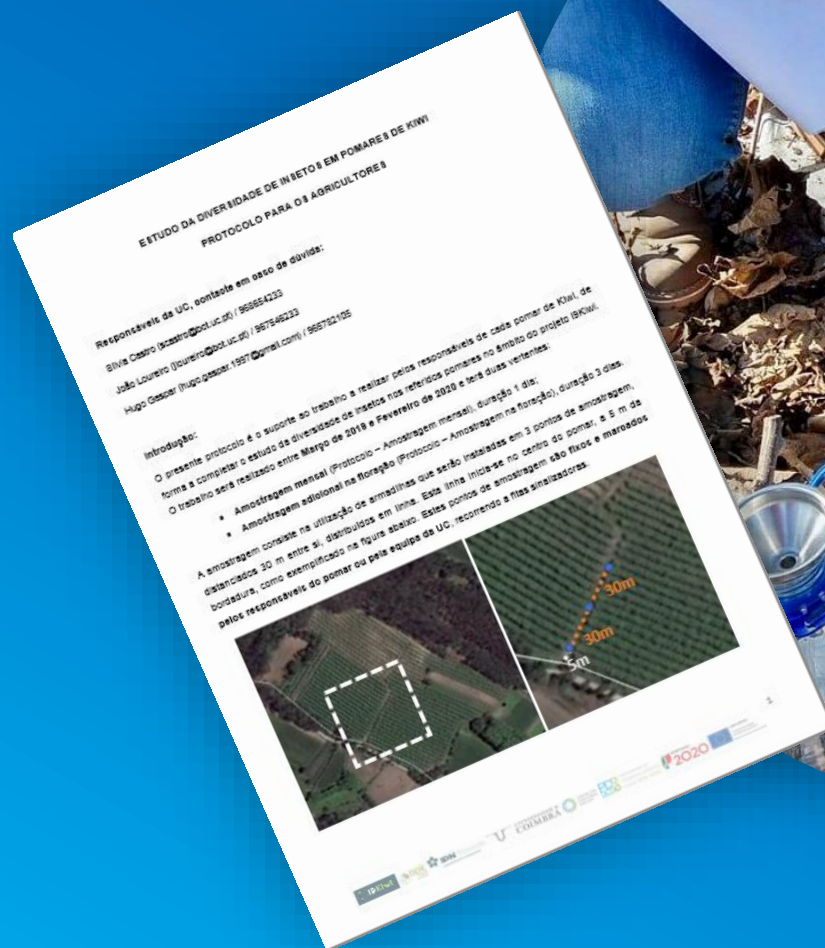 ESTUDO DA DIVERSIDADE DE INSETOS EM POMARES DE KIWI
PROTOCOLO PARA OS AGRICULTORES
Responsáveis da UC, contacte em caso de dúvida:
Sílvia Castro (scastro@bot.uc.pt) / 968654233
João Loureiro (jloureiro@bot.uc.pt) / 967546233
Hugo Gaspar (hugo.gaspar.1997@gmail.com) /
Introdução:
O presente protocolo é o suporte ao trabalho a realizar pelos responsáveis de cada pomar de Kiwi, de
forma a completar o estudo da diversidade de insetos nos referidos pomares no âmbito do projeto I9Kiwi.
O trabalho será realizado entre Março de 2019 e Fevereiro de 2020 e terá duas vertentes:
• Amostragem mensal (Protocolo – Amostragem mensal), duração 1 dia;
• Amostragem adicional na floração (Protocolo – Amostragem na floração), duração 3 dias.
A amostragem consiste na utilização de armadilhas que serão instaladas em 3 pontos de amostragem,
distanciados 30 m entre si, distribuídos em linha. Esta linha inicia-se no centro do pomar, a 5 m da
bordadura, como exemplificado na figura abaixo. Estes pontos de amostragem são fixos e marcados
pelos responsáveis do pomar ou pela equipa da UC, recorrendo a fitas sinalizadoras.
30m
30m
5m
I9Kiwi
COIMBRA
2020